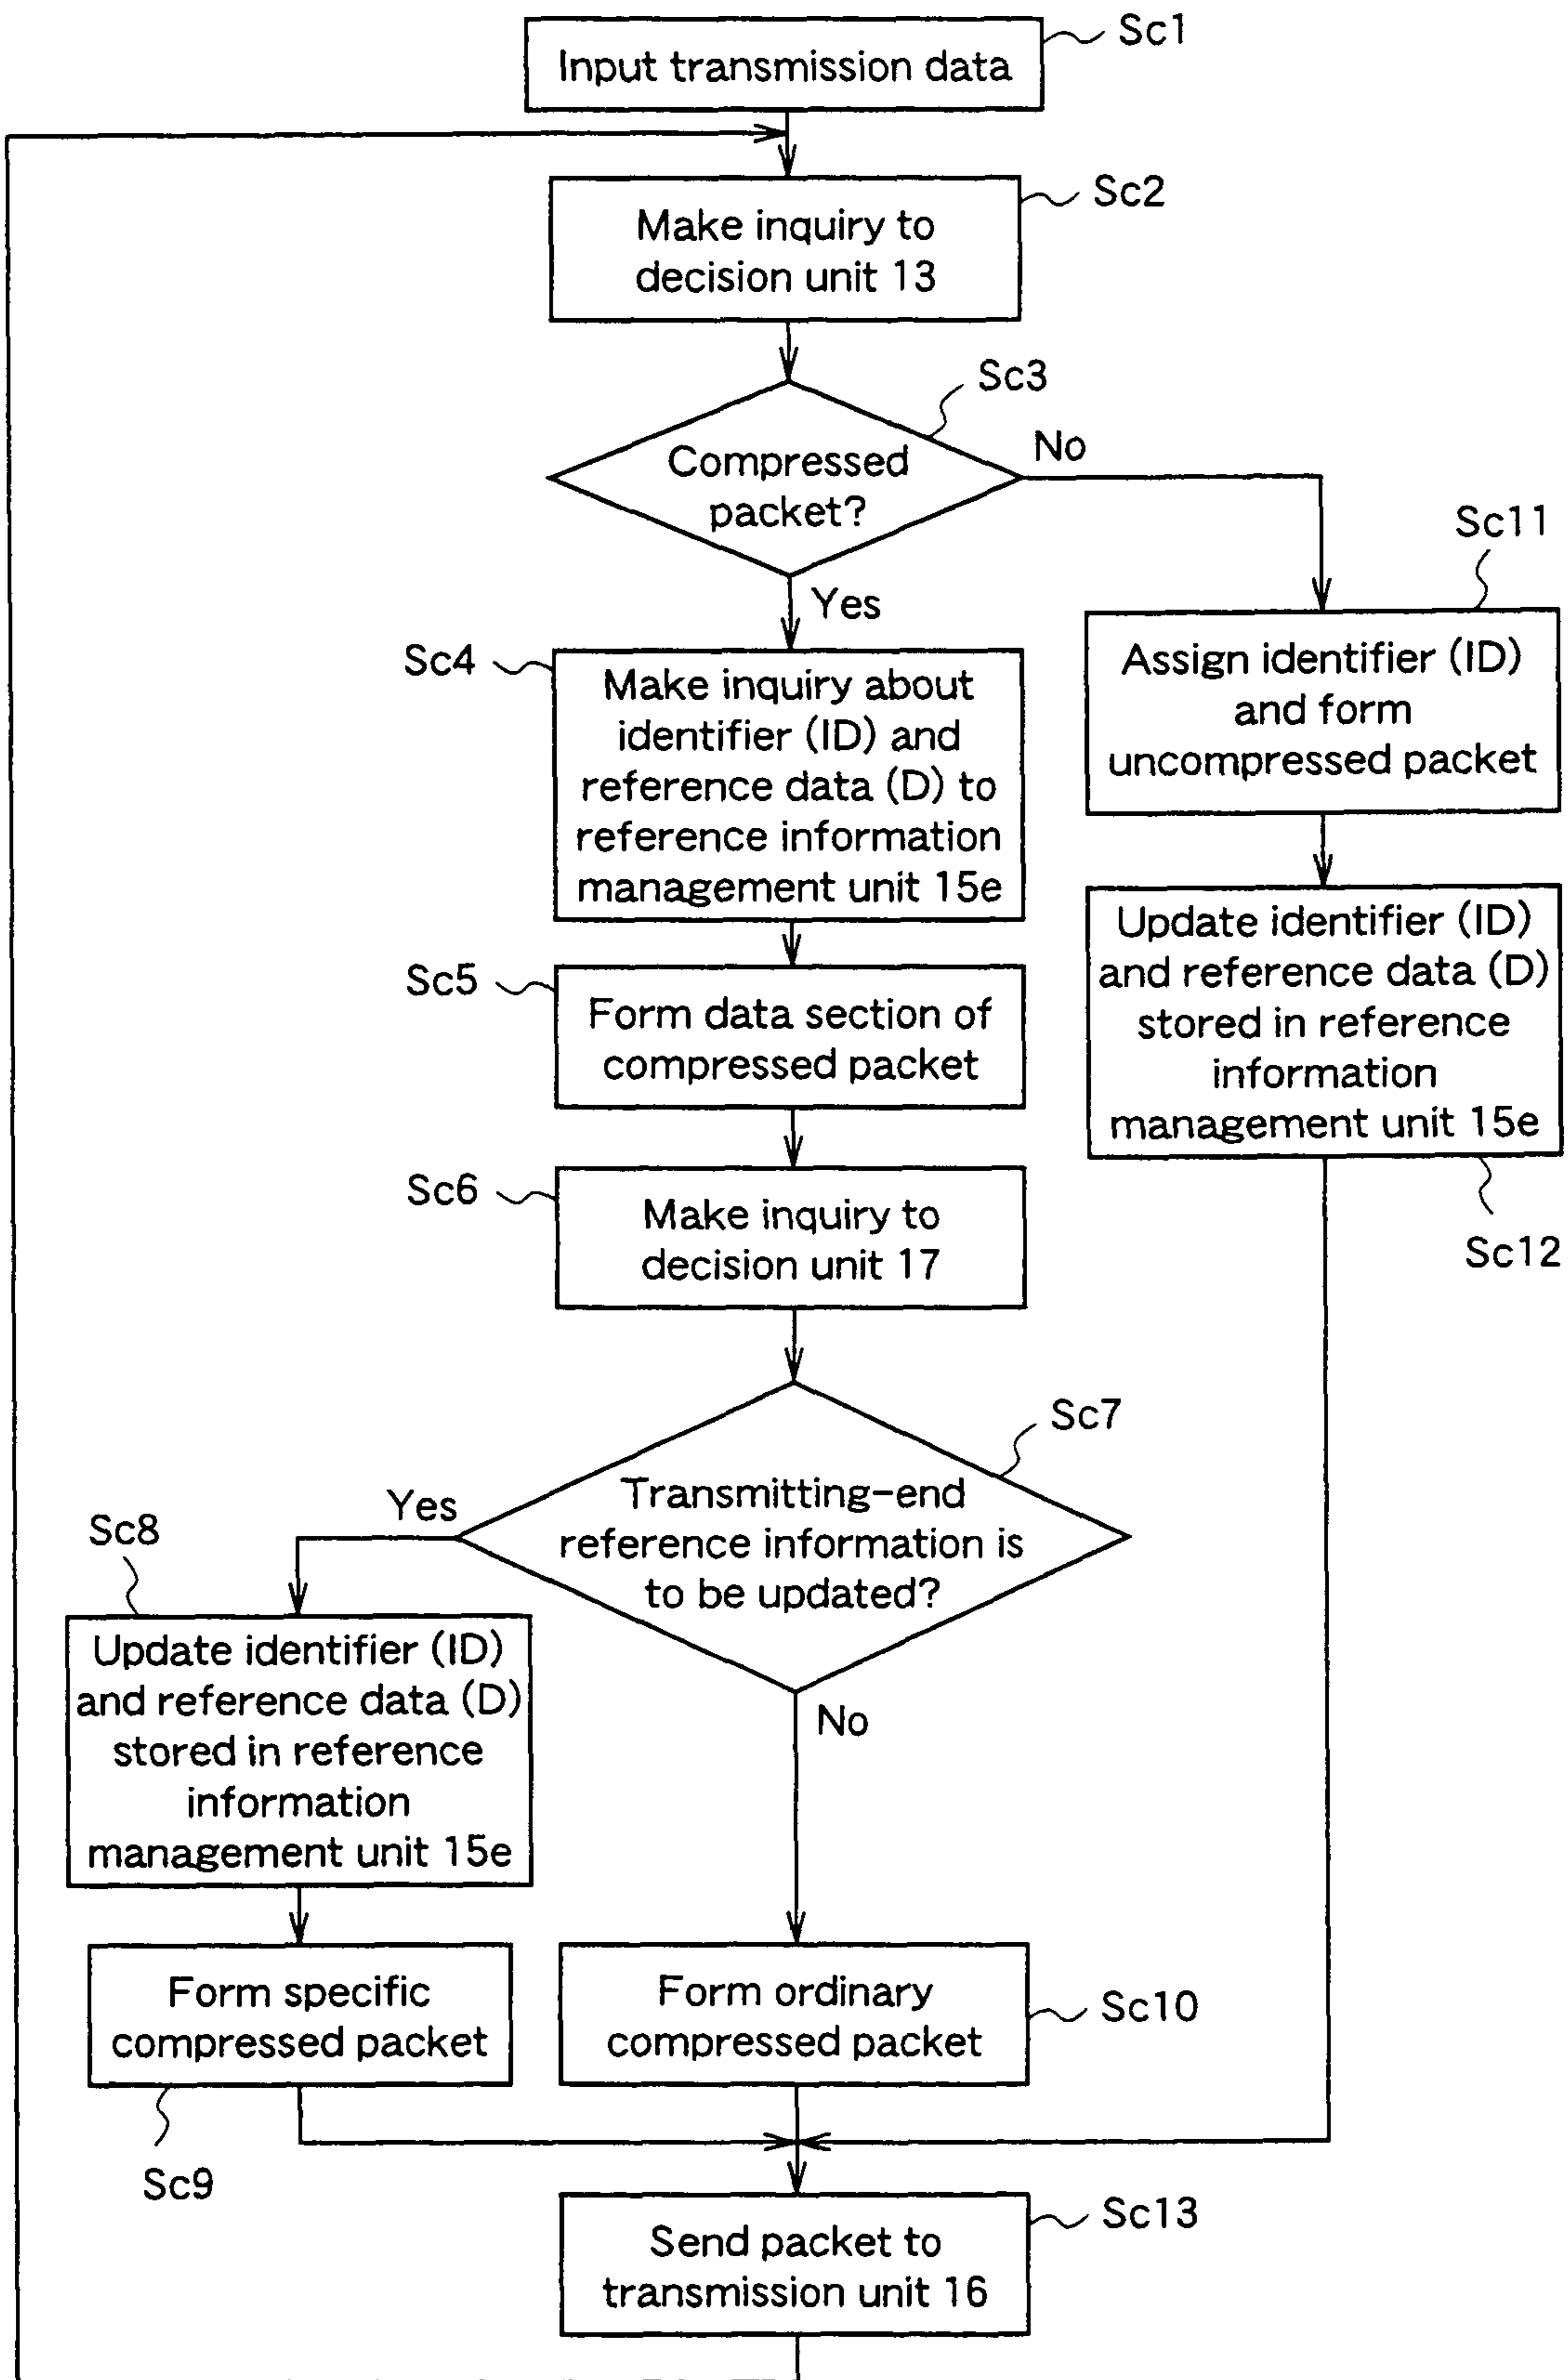 Sc1
Input transmission data
Sc2
Make inquiry to
decision unit 13
Sc3
Compressed
packet?
No
Yes
Sc11
Assign identifier (ID)
and form
uncompressed packet
Sc4
Make inquiry about
identifier (ID) and
reference data (D) to
reference information
management unit 15e
Update identifier (ID)
and reference data (D)
stored in reference
information
management unit 15e
Sc12
Sc5
Form data section of
compressed packet
Sc6
Make inquiry to
decision unit 17
Sc7
Transmitting-end
reference information is
to be updated?
Yes
No
Sc8
Update identifier (ID)
and reference data (D)
stored in reference
information
management unit 15e
Form specific
compressed packet
Sc9
Form ordinary
compressed packet
Sc10
Sc13
Send packet to
transmission unit 16